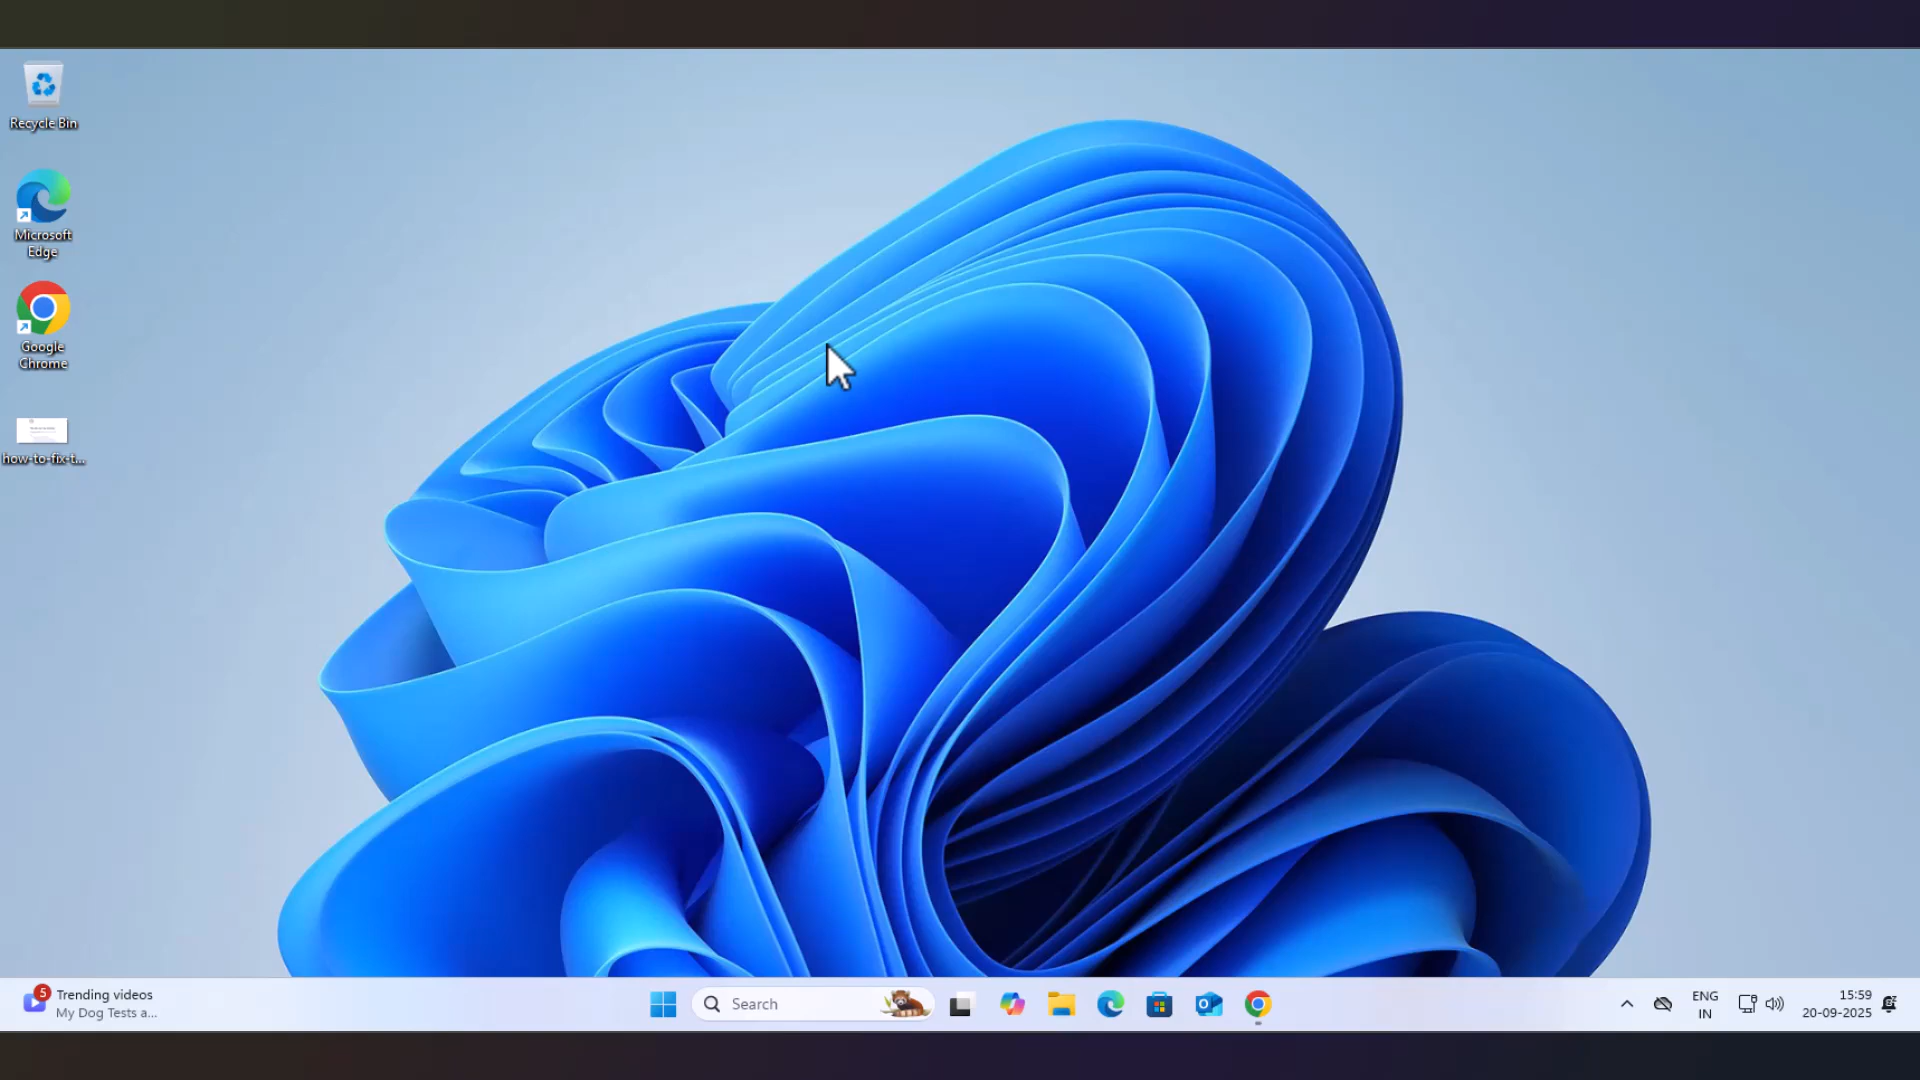 Recycle Bin
Microsoft
Edge
Google
Chrome
how-to-fix-t...
5
Trending videos
My Dog Tests a...
Search
ENG
IN
15:59
20-09-2025